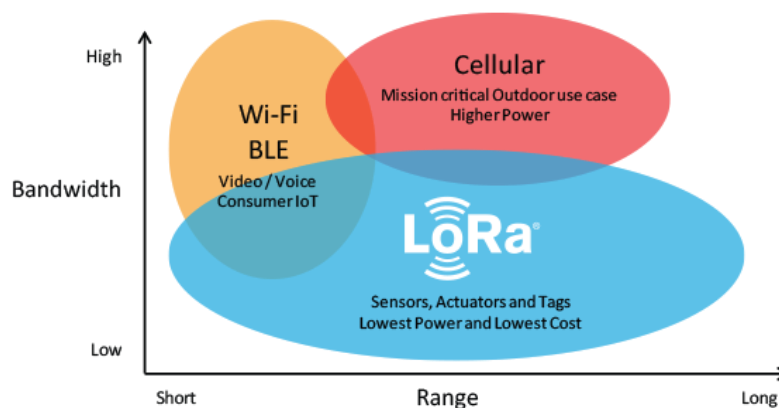 High
Bandwidth
Low
Wi-Fi
BLE
Video / Voice
Consumer IoT
Cellular
Mission critical Outdoor use case
Higher Power
LoRa®
Sensors, Actuators and Tags
Lowest Power and Lowest Cost
Short
Range
Long